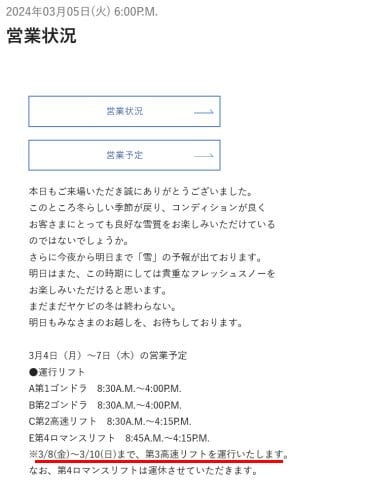 2024年03月05日(火) 6:00P.M.
営業状況
営業状況
営業予定
本日もご来場いただき誠にありがとうございました。
このところ冬らしい季節が戻り、コンディションが良く
お客さまにとっても良好な雪質をお楽しみいただけている
のではないでしょうか。
さらに今夜から明日まで「雪」の予報が出ております。
明日はまた、この時期にしては貴重なフレッシュスノーを
お楽しみいただけると思います。
まだまだヤケビの冬は終わらない。
明日もみなさまのお越しを、お待ちしております。
3月4日（月）～7日（木）の営業予定
●運行リフト
A第1ゴンドラ　8:30A.M.～4:00P.M.
B第2ゴンドラ　8:30A.M.～4:00P.M.
C第2高速リフト　8:30A.M.～4:15P.M.
E第4ロマンスリフト　8:45A.M.～4:15P.M.
※3/8(金)～3/10(日)まで、第3高速リフトを運行いたします。
なお、第4ロマンスリフトは運休させていただきます。